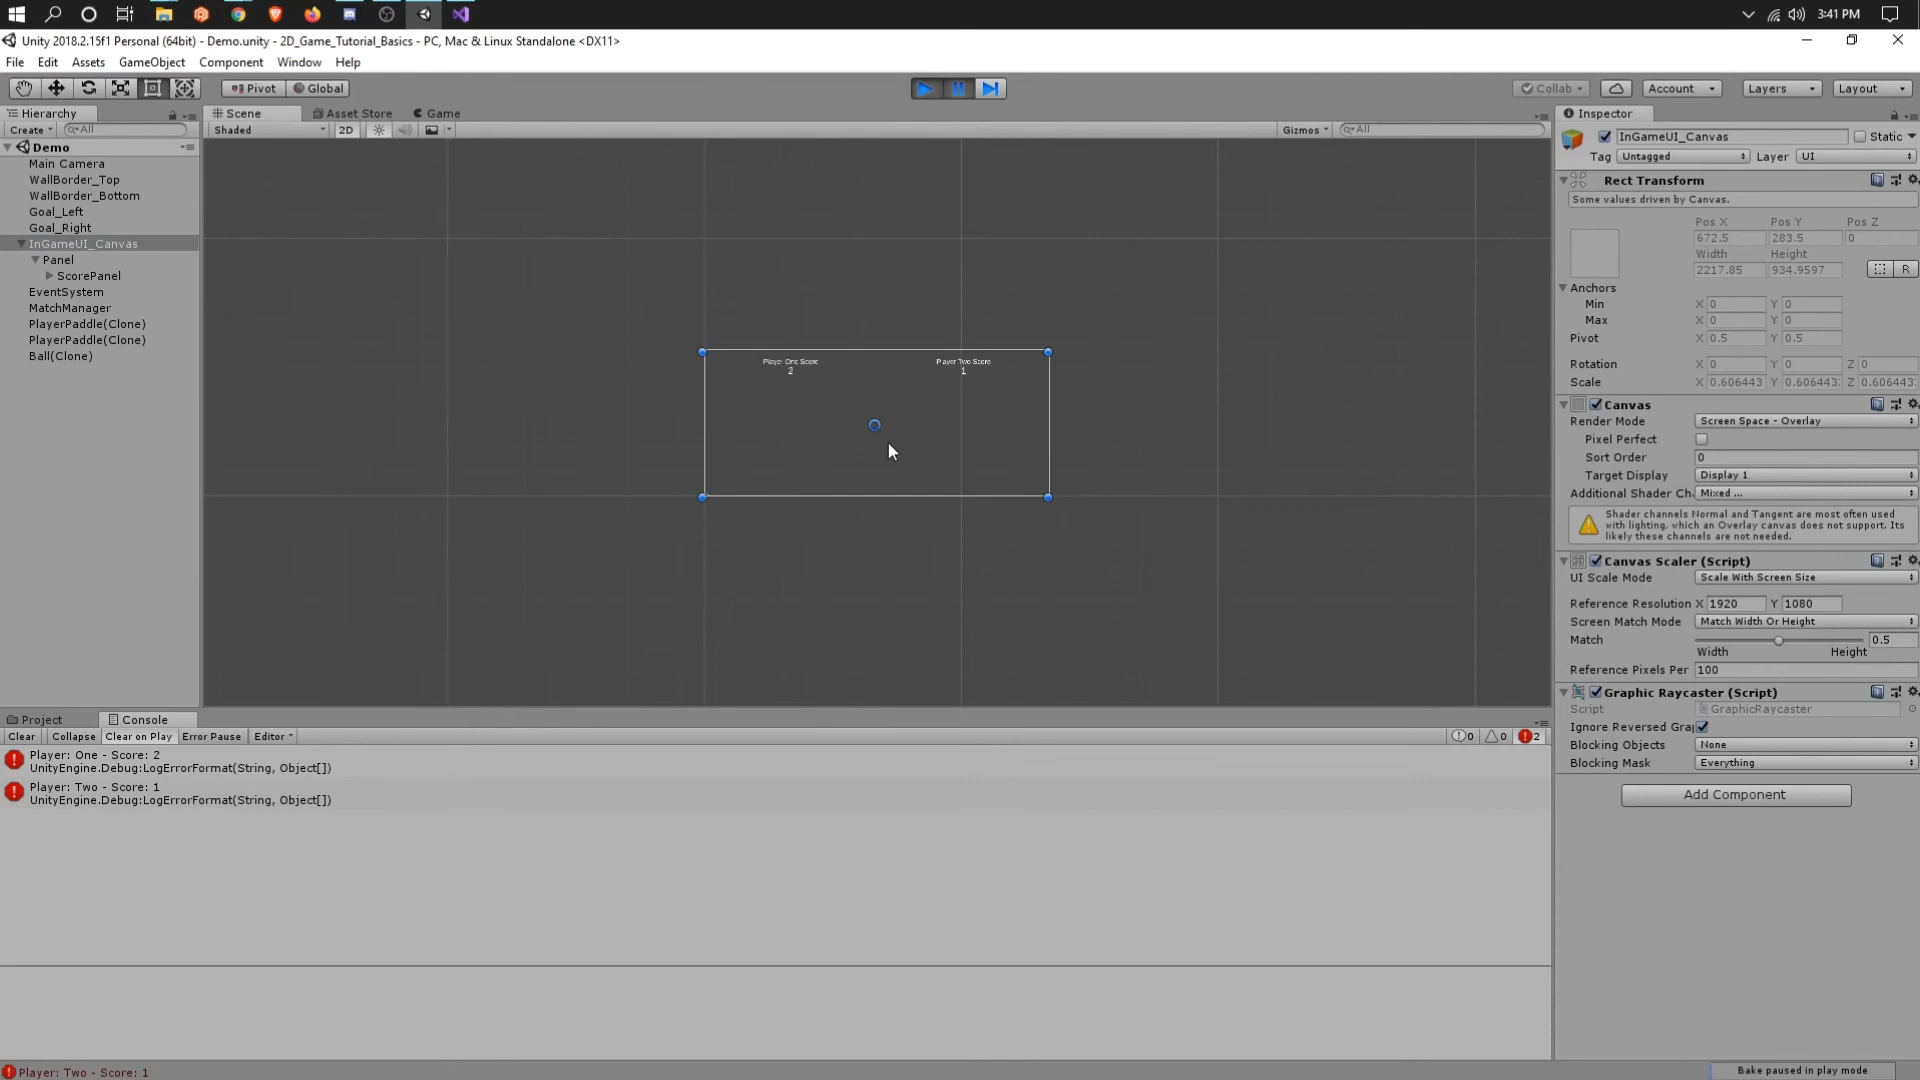 3:41 PM
Unity 2018.2.15f1 Personal (64bit) - Demo.unity - 2D_Game_Tutorial_Basics - PC, Mac & Linux Standalone <DX11>
File Edit Assets GameObject Component Window Help
Pivot Global Collab Account Layers Layout
Hierarchy
Create All
Demo
Main Camera
WallBorder_Top
WallBorder_Bottom
Goal_Left
Goal_Right
InGameUI_Canvas
Panel
ScorePanel
EventSystem
MatchManager
PlayerPaddle(Clone)
PlayerPaddle(Clone)
Ball(Clone)
Scene Asset Store Game
Shaded 2D Gizmos All
Player One Score
2
Player Two Score
1
Inspector
InGameUI_Canvas Static
Tag Untagged Layer UI
Rect Transform
Some values driven by Canvas.
Pos X Pos Y Pos Z
672.5 283.5 0
Width Height
2217.85 934.9597 R
Anchors
Min X 0 Y 0
Max X 0 Y 0
Pivot X 0.5 Y 0.5
Rotation X 0 Y 0 Z 0
Scale X 0.606443 Y 0.606443 Z 0.606443
Canvas
Render Mode Screen Space - Overlay
Pixel Perfect
Sort Order 0
Target Display Display 1
Additional Shader Ch Mixed ...
Shader channels Normal and Tangent are most often used
with lighting, which an Overlay canvas does not support. Its
likely these channels are not needed.
Canvas Scaler (Script)
UI Scale Mode Scale With Screen Size
Reference Resolution X 1920 Y 1080
Screen Match Mode Match Width Or Height
Match 0.5
Width Height
Reference Pixels Per 100
Graphic Raycaster (Script)
Script GraphicRaycaster
Ignore Reversed Grap
Blocking Objects None
Blocking Mask Everything
Add Component
Project Console
Clear Collapse Clear on Play Error Pause Editor 0 0 2
Player: One - Score: 2
UnityEngine.Debug:LogErrorFormat(String, Object[])
Player: Two - Score: 1
UnityEngine.Debug:LogErrorFormat(String, Object[])
Player: Two - Score: 1
Bake paused in play mode